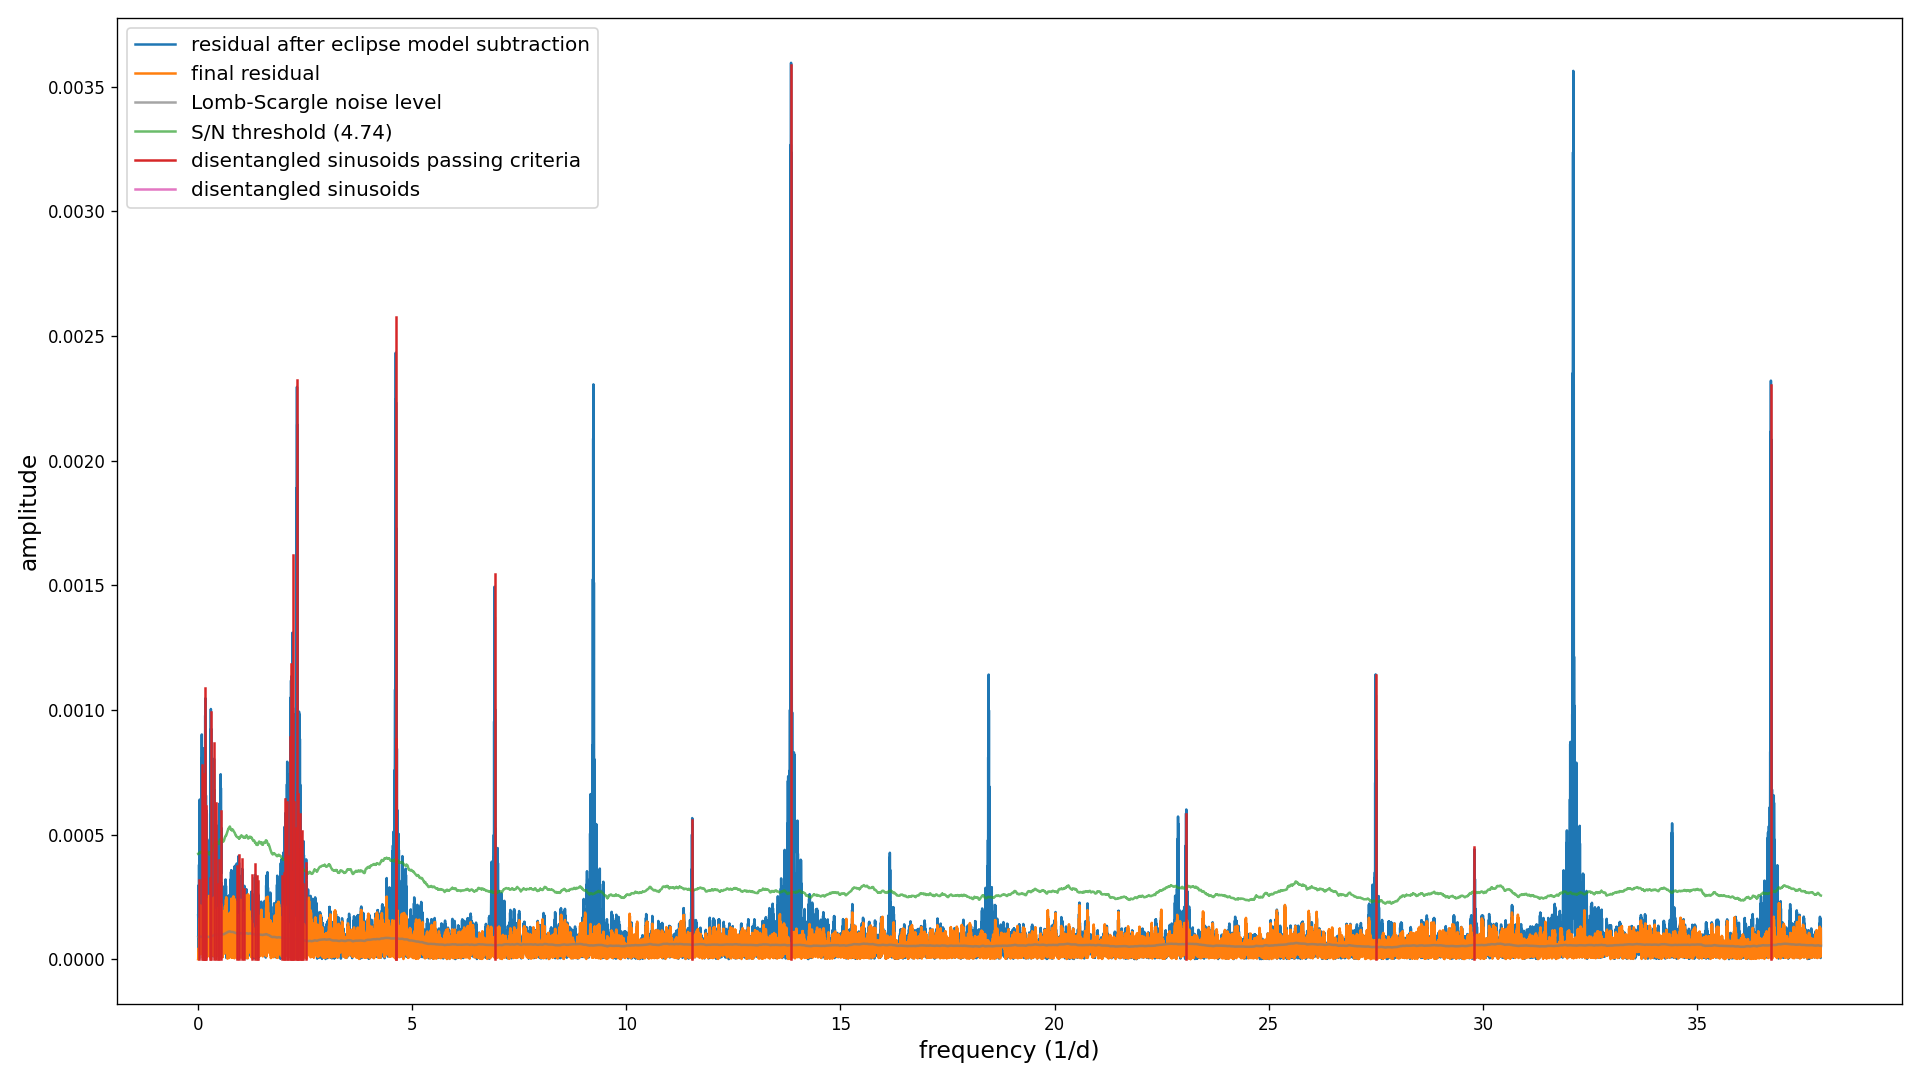 residual after eclipse model subtraction
final residual
Lomb-Scargle noise level
S/N threshold (4.74)
disentangled sinusoids passing criteria
disentangled sinusoids
0.0035
0.0030
0.0025
0.0020
0.0015
0.0010
0.0005
0.0000
amplitude
0 5 10 15 20 25 30 35
frequency (1/d)